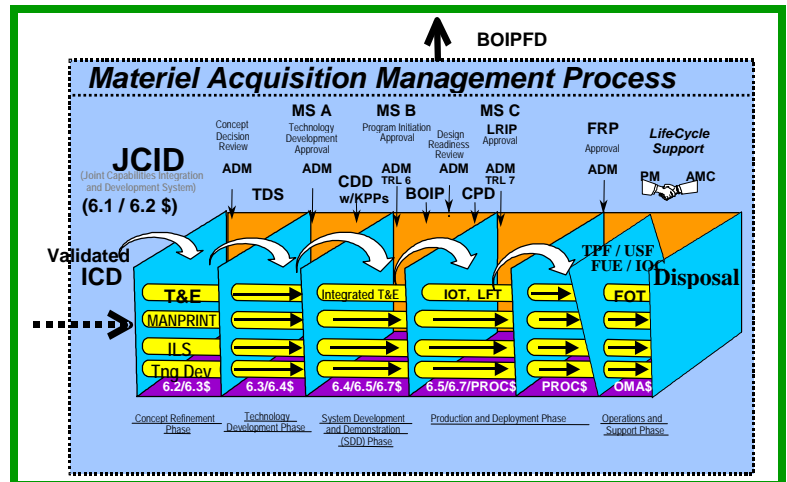 BOIPFD
Materiel Acquisition Management Process
MS A
MS B
MS C
Concept
Decision
Review
Technology
Development
Approval
Program Initiation
Approval
Design
Readiness
Review
LRIP
Approval
FRP
Approval
Life-Cycle
Support
JCID
(Joint Capabilities Integration
and Development System)
(6.1 / 6.2 $)
ADM
ADM
ADM
TRL 6
ADM
ADM
TRL 7
ADM
PM
AMC
TDS
CDD
w/KPPs
BOIP
CPD
Validated
ICD
TPF / USF
FUE / IOC
Disposal
T&E
Integrated T&E
IOT, LFT
FOT
MANPRINT
ILS
Tng Dev
6.2/6.3$
6.3/6.4$
6.4/6.5/6.7$
6.5/6.7/PROC$
PROC$
OMA$
Concept Refinement
Phase
Technology
Development Phase
System Development
and Demonstration
(SDD) Phase
Production and Deployment Phase
Operations and
Support Phase